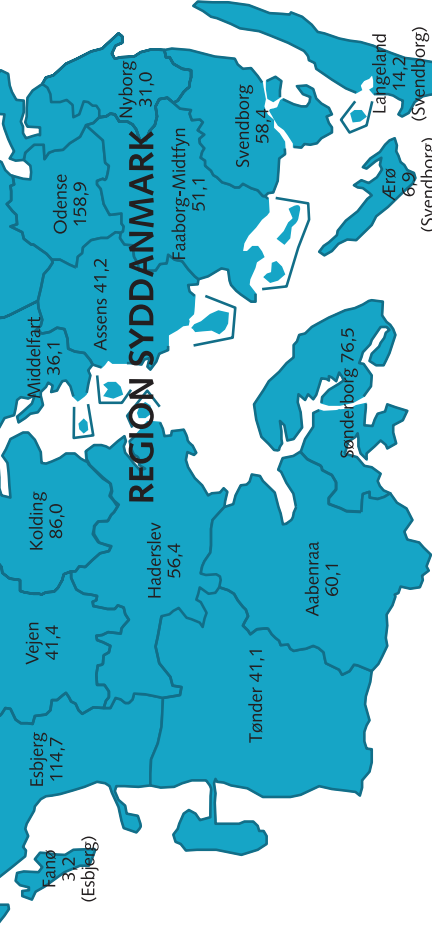 Fanø
3,2
(Esbjerg)
Esbjerg
114,7
Vejen
41,4
Kolding
86,0
Middelfart
36,1
Odense
158,9
Assens 41,2
Nyborg
31,0
REGION SYDDANMARK
Faaborg-Midtfyn
51,1
Svendborg
58,4
Langeland
14,2
(Svendborg)
Ærø
6,9
(Svendborg)
Haderslev
56,4
Tønder 41,1
Aabenraa
60,1
Sønderborg 76,5